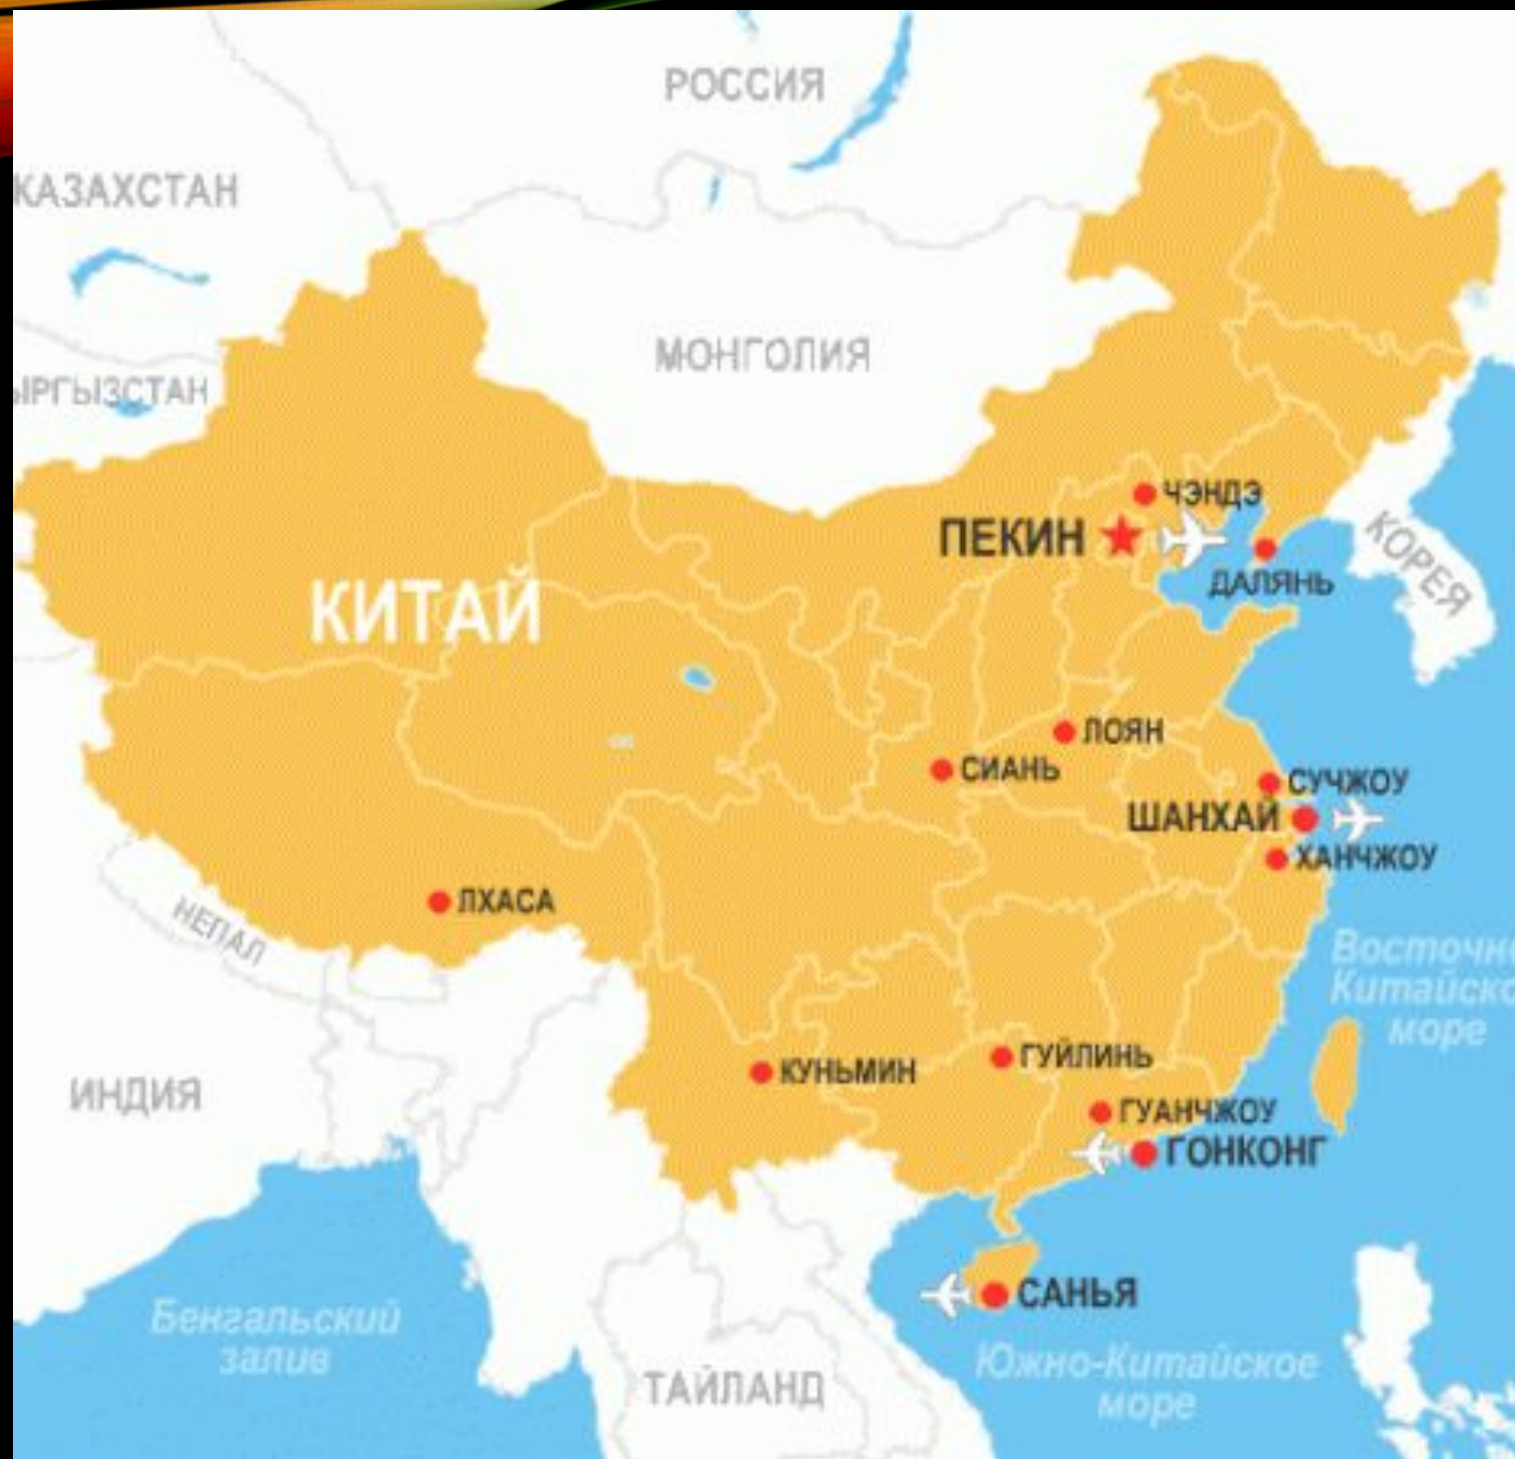 РОССИЯ
КАЗАХСТАН
МОНГОЛИЯ
ЫРГЫЗСТАН
ЧЭНДЭ
ПЕКИН
КОРЕЯ
ДАЛЯНЬ
КИТАЙ
ЛОЯН
СИАНЬ
СУЧЖОУ
ШАНХАЙ
ХАНЧЖОУ
ЛХАСА
НЕПАЛ
Восточно
Китайско
море
ГУЙЛИНЬ
КУНЬМИН
ИНДИЯ
ГУАНЧЖОУ
ГОНКОНГ
САНЬЯ
Бенгальский
залив
Южно-Китайское
море
ТАЙЛАНД